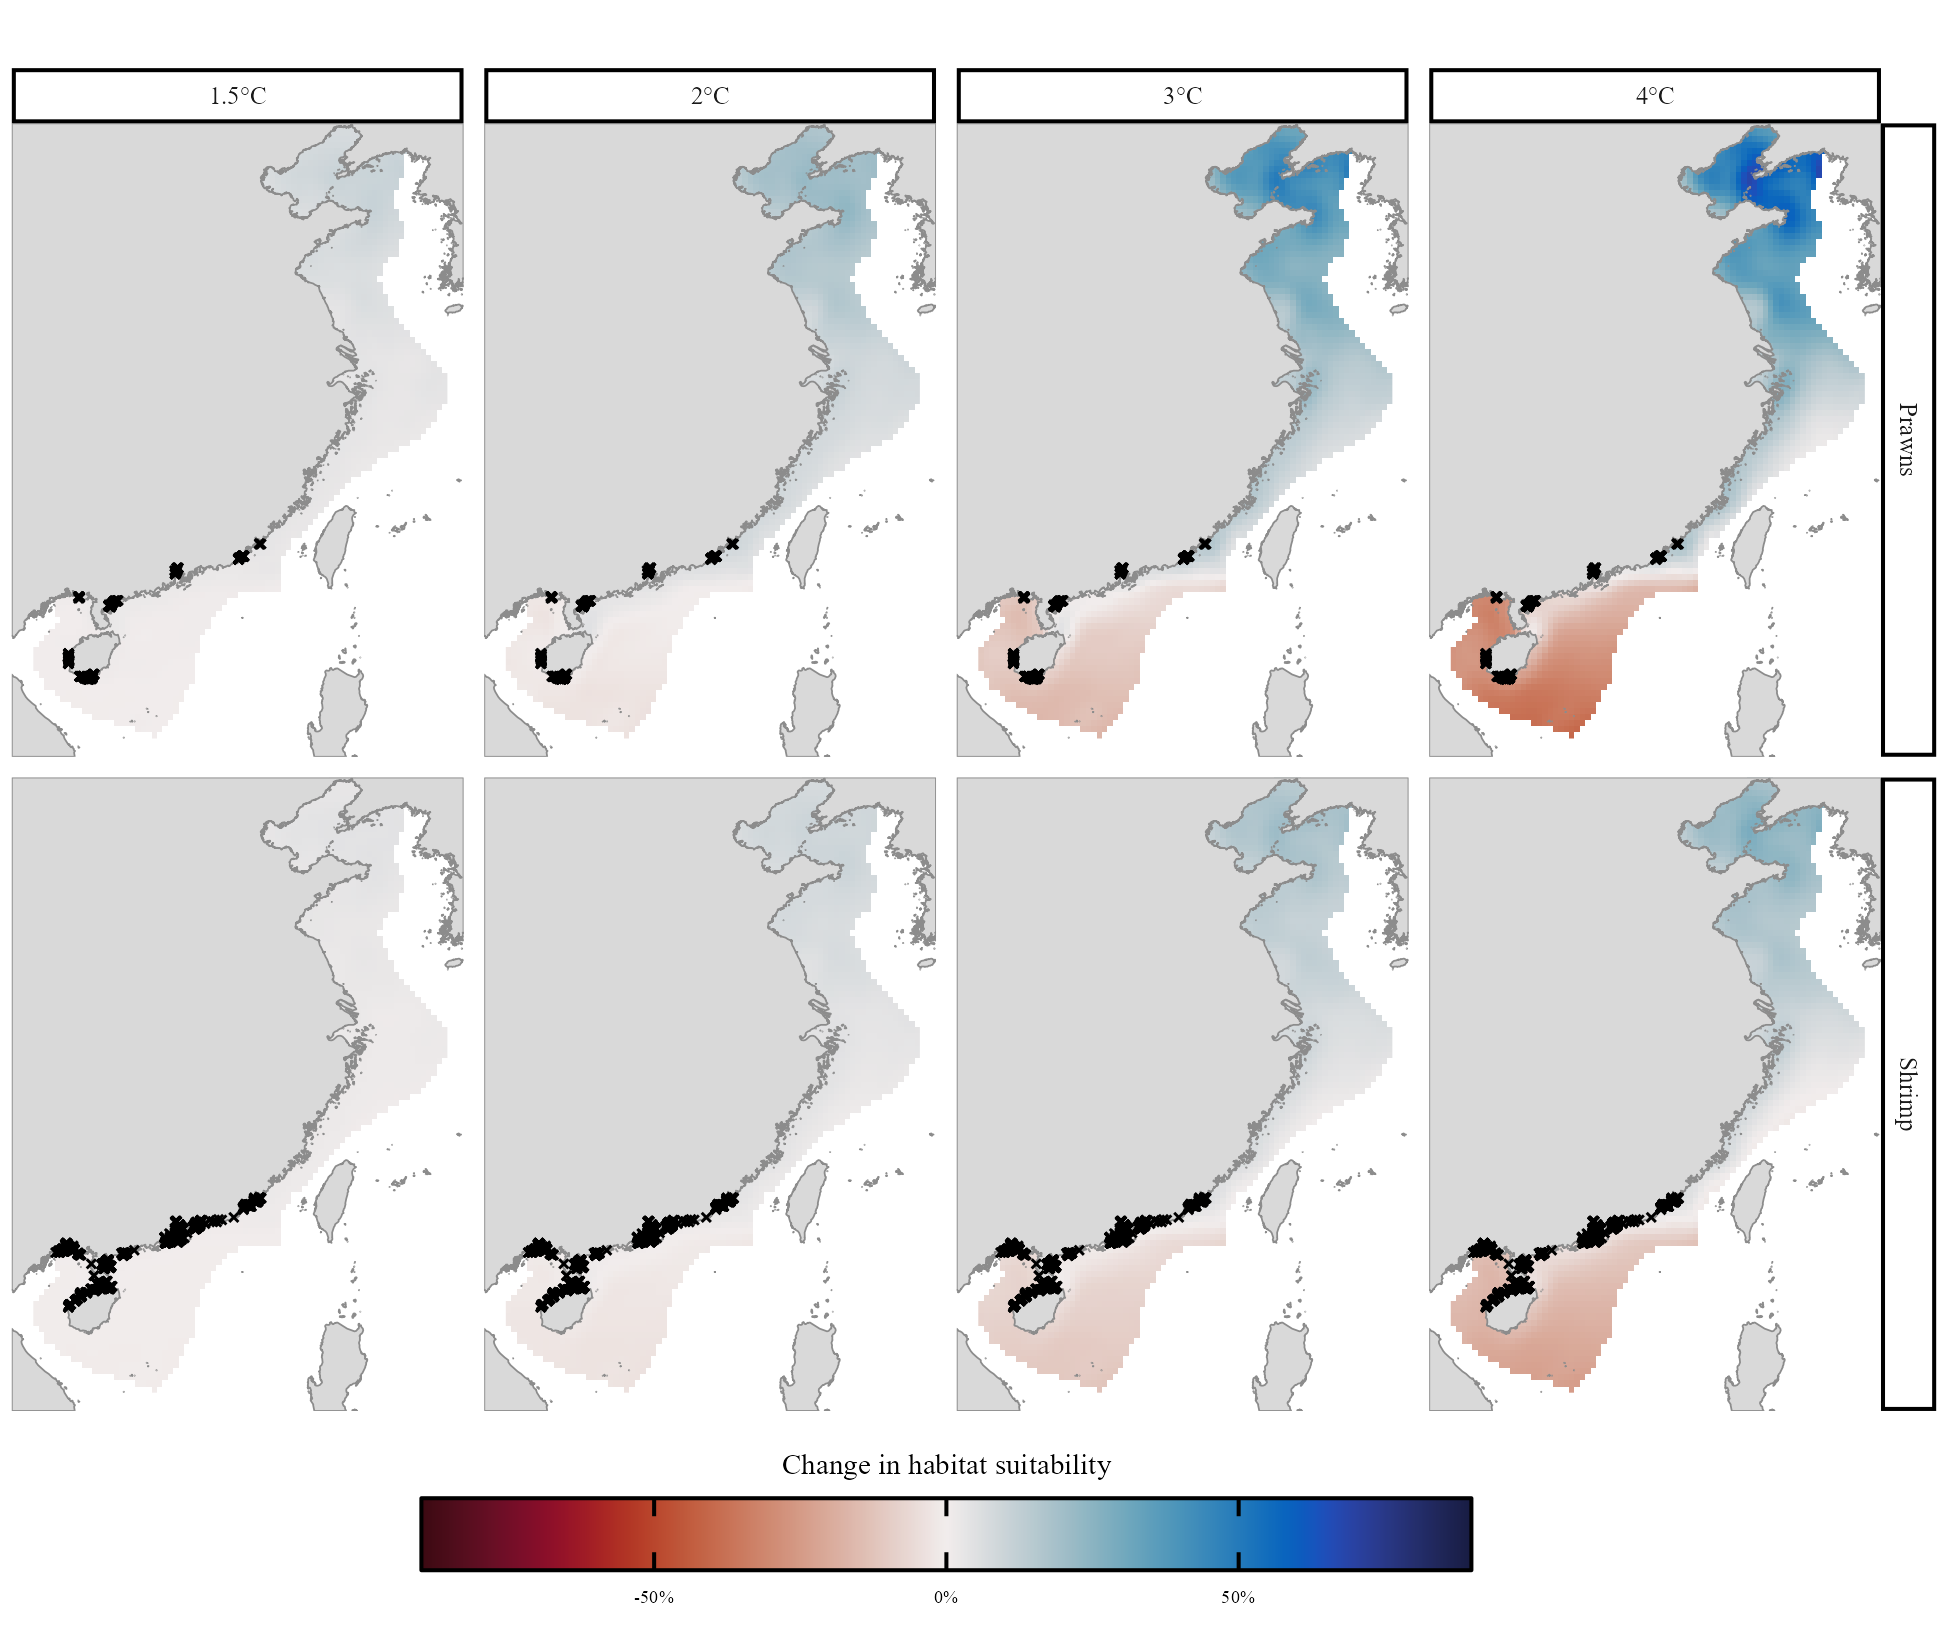 1.5°C
2°C
3°C
4°C
Prawns
Shrimp
Change in habitat suitability
-50%
0%
50%